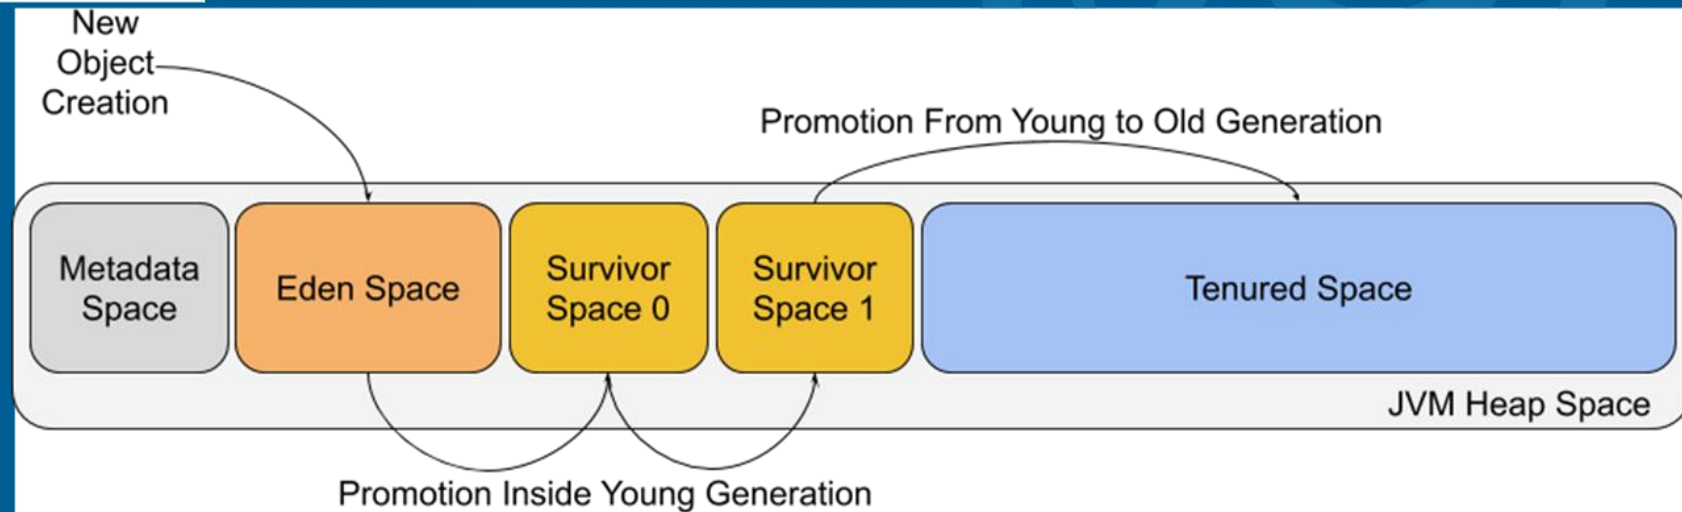 New
Object
Creation
Promotion From Young to Old Generation
Metadata
Space
Eden Space
Survivor
Space 0
Survivor
Space 1
Tenured Space
JVM Heap Space
Promotion Inside Young Generation